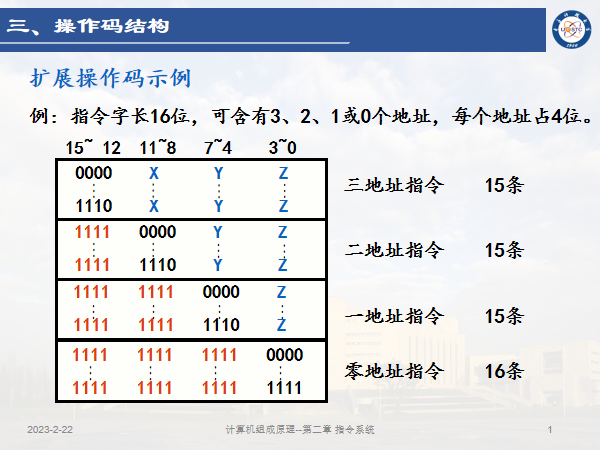 三、操作码结构
扩展操作码示例
例：指令字长16位，可含有3、2、1或0个地址，每个地址占4位。
15~ 12 11~8 7~4 3~0
0000 X Y Z
三地址指令 15条
1110 X Y Z
1111 0000 Y Z
二地址指令 15条
1111 1110 Y Z
1111 1111 0000 Z
一地址指令 15条
1111 1111 1110 Z
1111 1111 1111 0000
零地址指令 16条
1111 1111 1111 1111
2023-2-22 计算机组成原理--第二章 指令系统 1